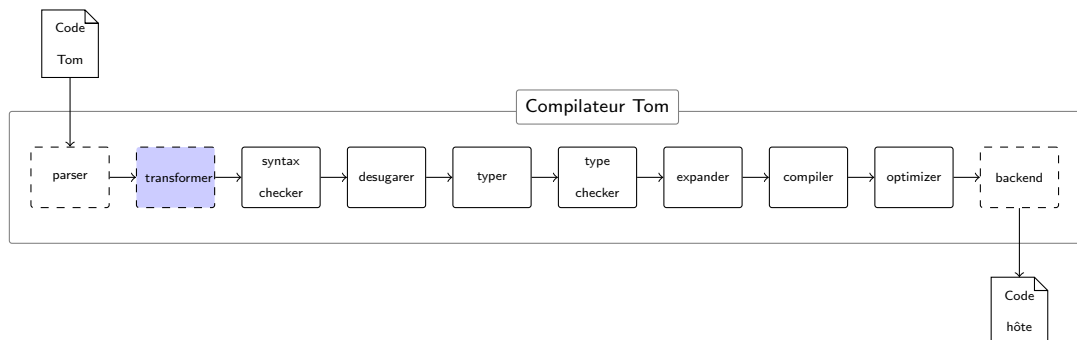 Code
Tom
Compilateur Tom
parser
transformer
syntax
checker
desugarer
typer
type
checker
expander
compiler
optimizer
backend
Code
hôte